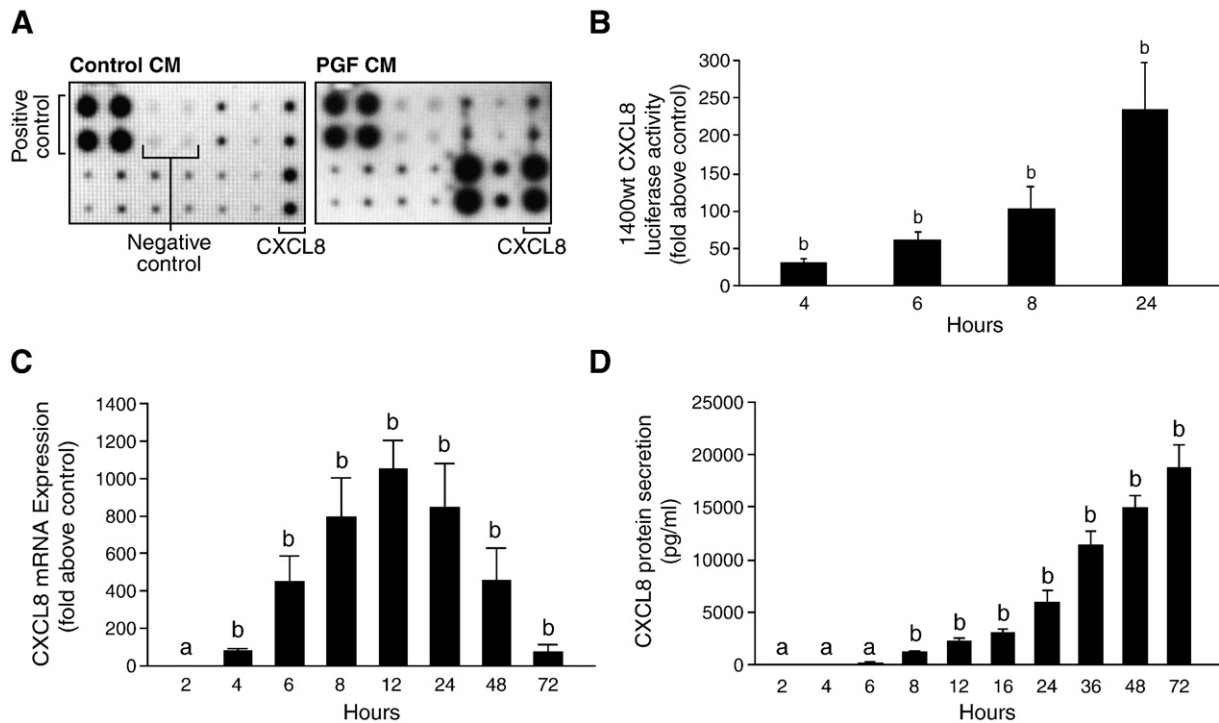 A
Control CM
PGF CM
Positive
control
Negative
control
CXCL8
CXCL8
B
1400wt CXCL8
luciferase activity
(fold above control)
300
250
200
150
100
50
0
b
b
b
b
4 6 8 24
Hours
C
CXCL8 mRNA Expression
(fold above control)
1400
1200
1000
800
600
400
200
0
a b b b b b b b
2 4 6 8 12 24 48 72
Hours
D
CXCL8 protein secretion
(pg/ml)
25000
20000
15000
10000
5000
0
a a a b b b b b b b
2 4 6 8 12 16 24 36 48 72
Hours